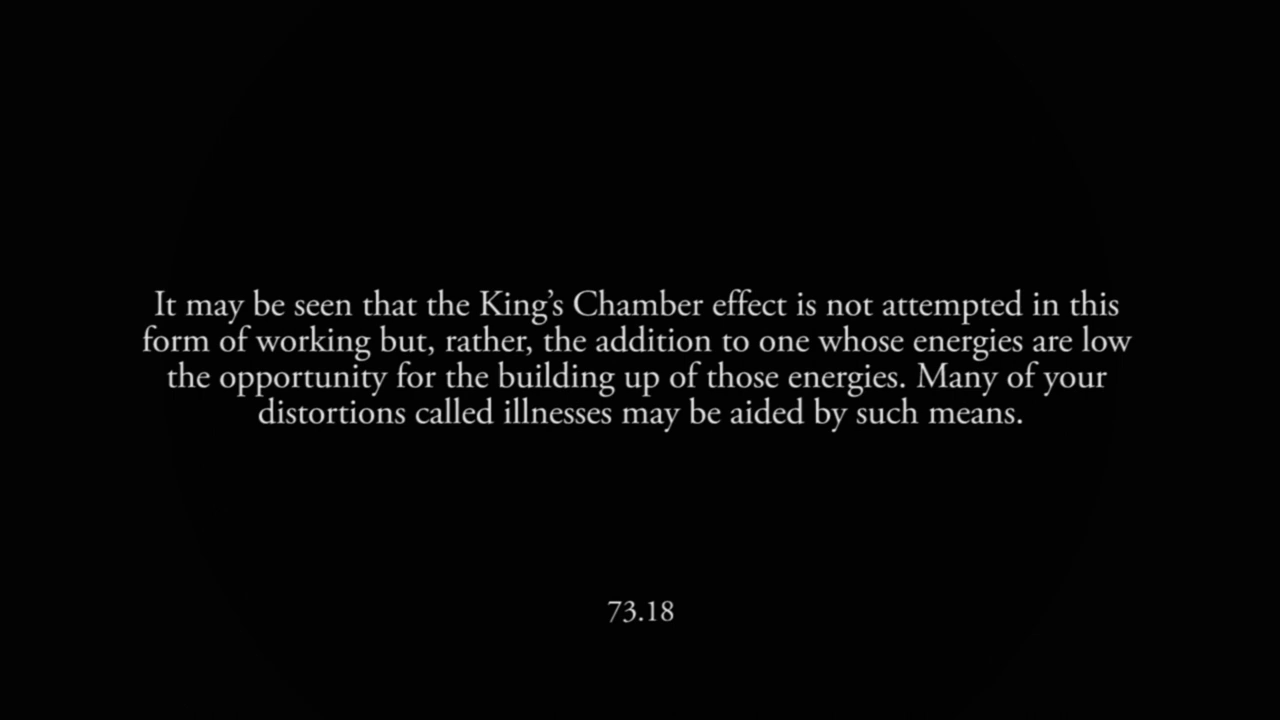 It may be seen that the King’s Chamber effect is not attempted in this
form of working but, rather, the addition to one whose energies are low
the opportunity for the building up of those energies. Many of your
distortions called illnesses may be aided by such means.
73.18